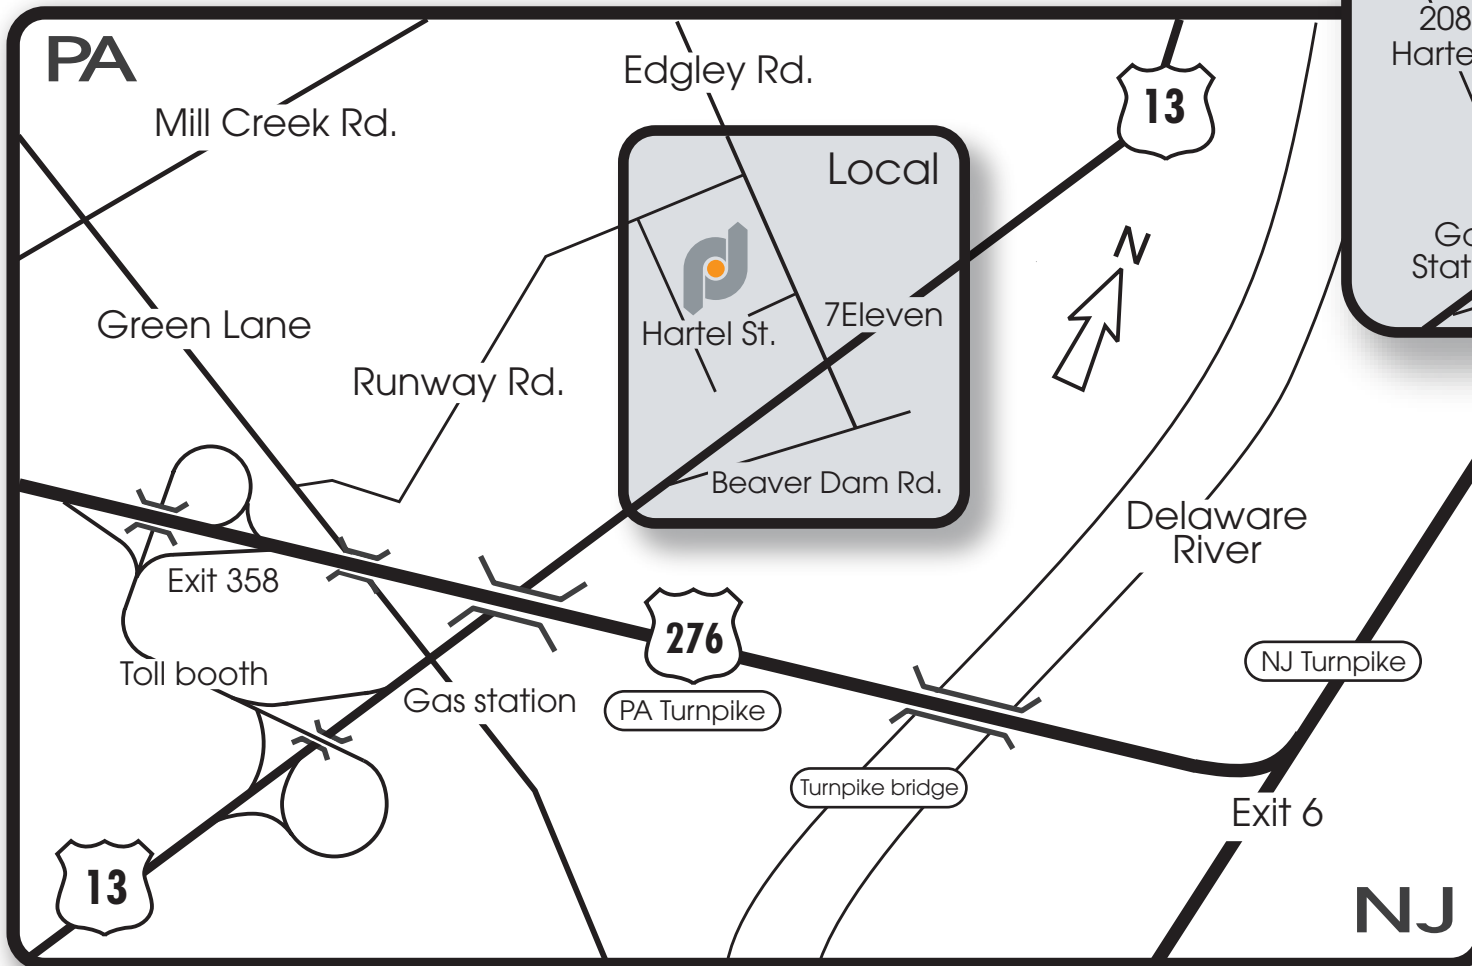 PA
Mill Creek Rd.
Edgley Rd.
13
208
Local
Hartel St.
7Eleven
N
Green Lane
Runway Rd.
Beaver Dam Rd.
Delaware
River
Exit 358
276
PA Turnpike
NJ Turnpike
Toll booth
Gas station
Turnpike bridge
Exit 6
13
NJ